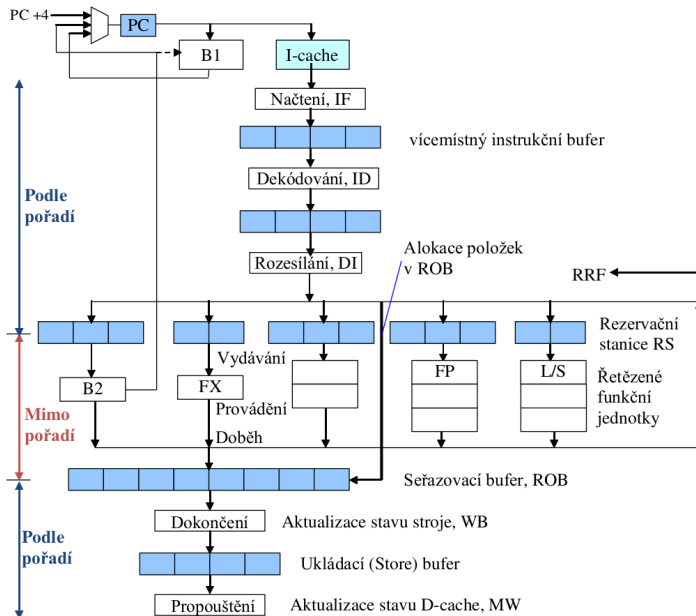 PC +4
PC
B1
I-cache
Načtení, IF
vícemístný instrukční bufer
Dekódování, ID
Podle
pořadí
Rozesílání, DI
Alokace položek
v ROB
RRF
Rezervační
stanice RS
Vydávání
B2
FX
FP
L/S
Řetězené
funkční
jednotky
Provádění
Mimo
pořadí
Doběh
Seřazovací bufer, ROB
Dokončení
Aktualizace stavu stroje, WB
Podle
pořadí
Ukládací (Store) bufer
Propouštění
Aktualizace stavu D-cache, MW